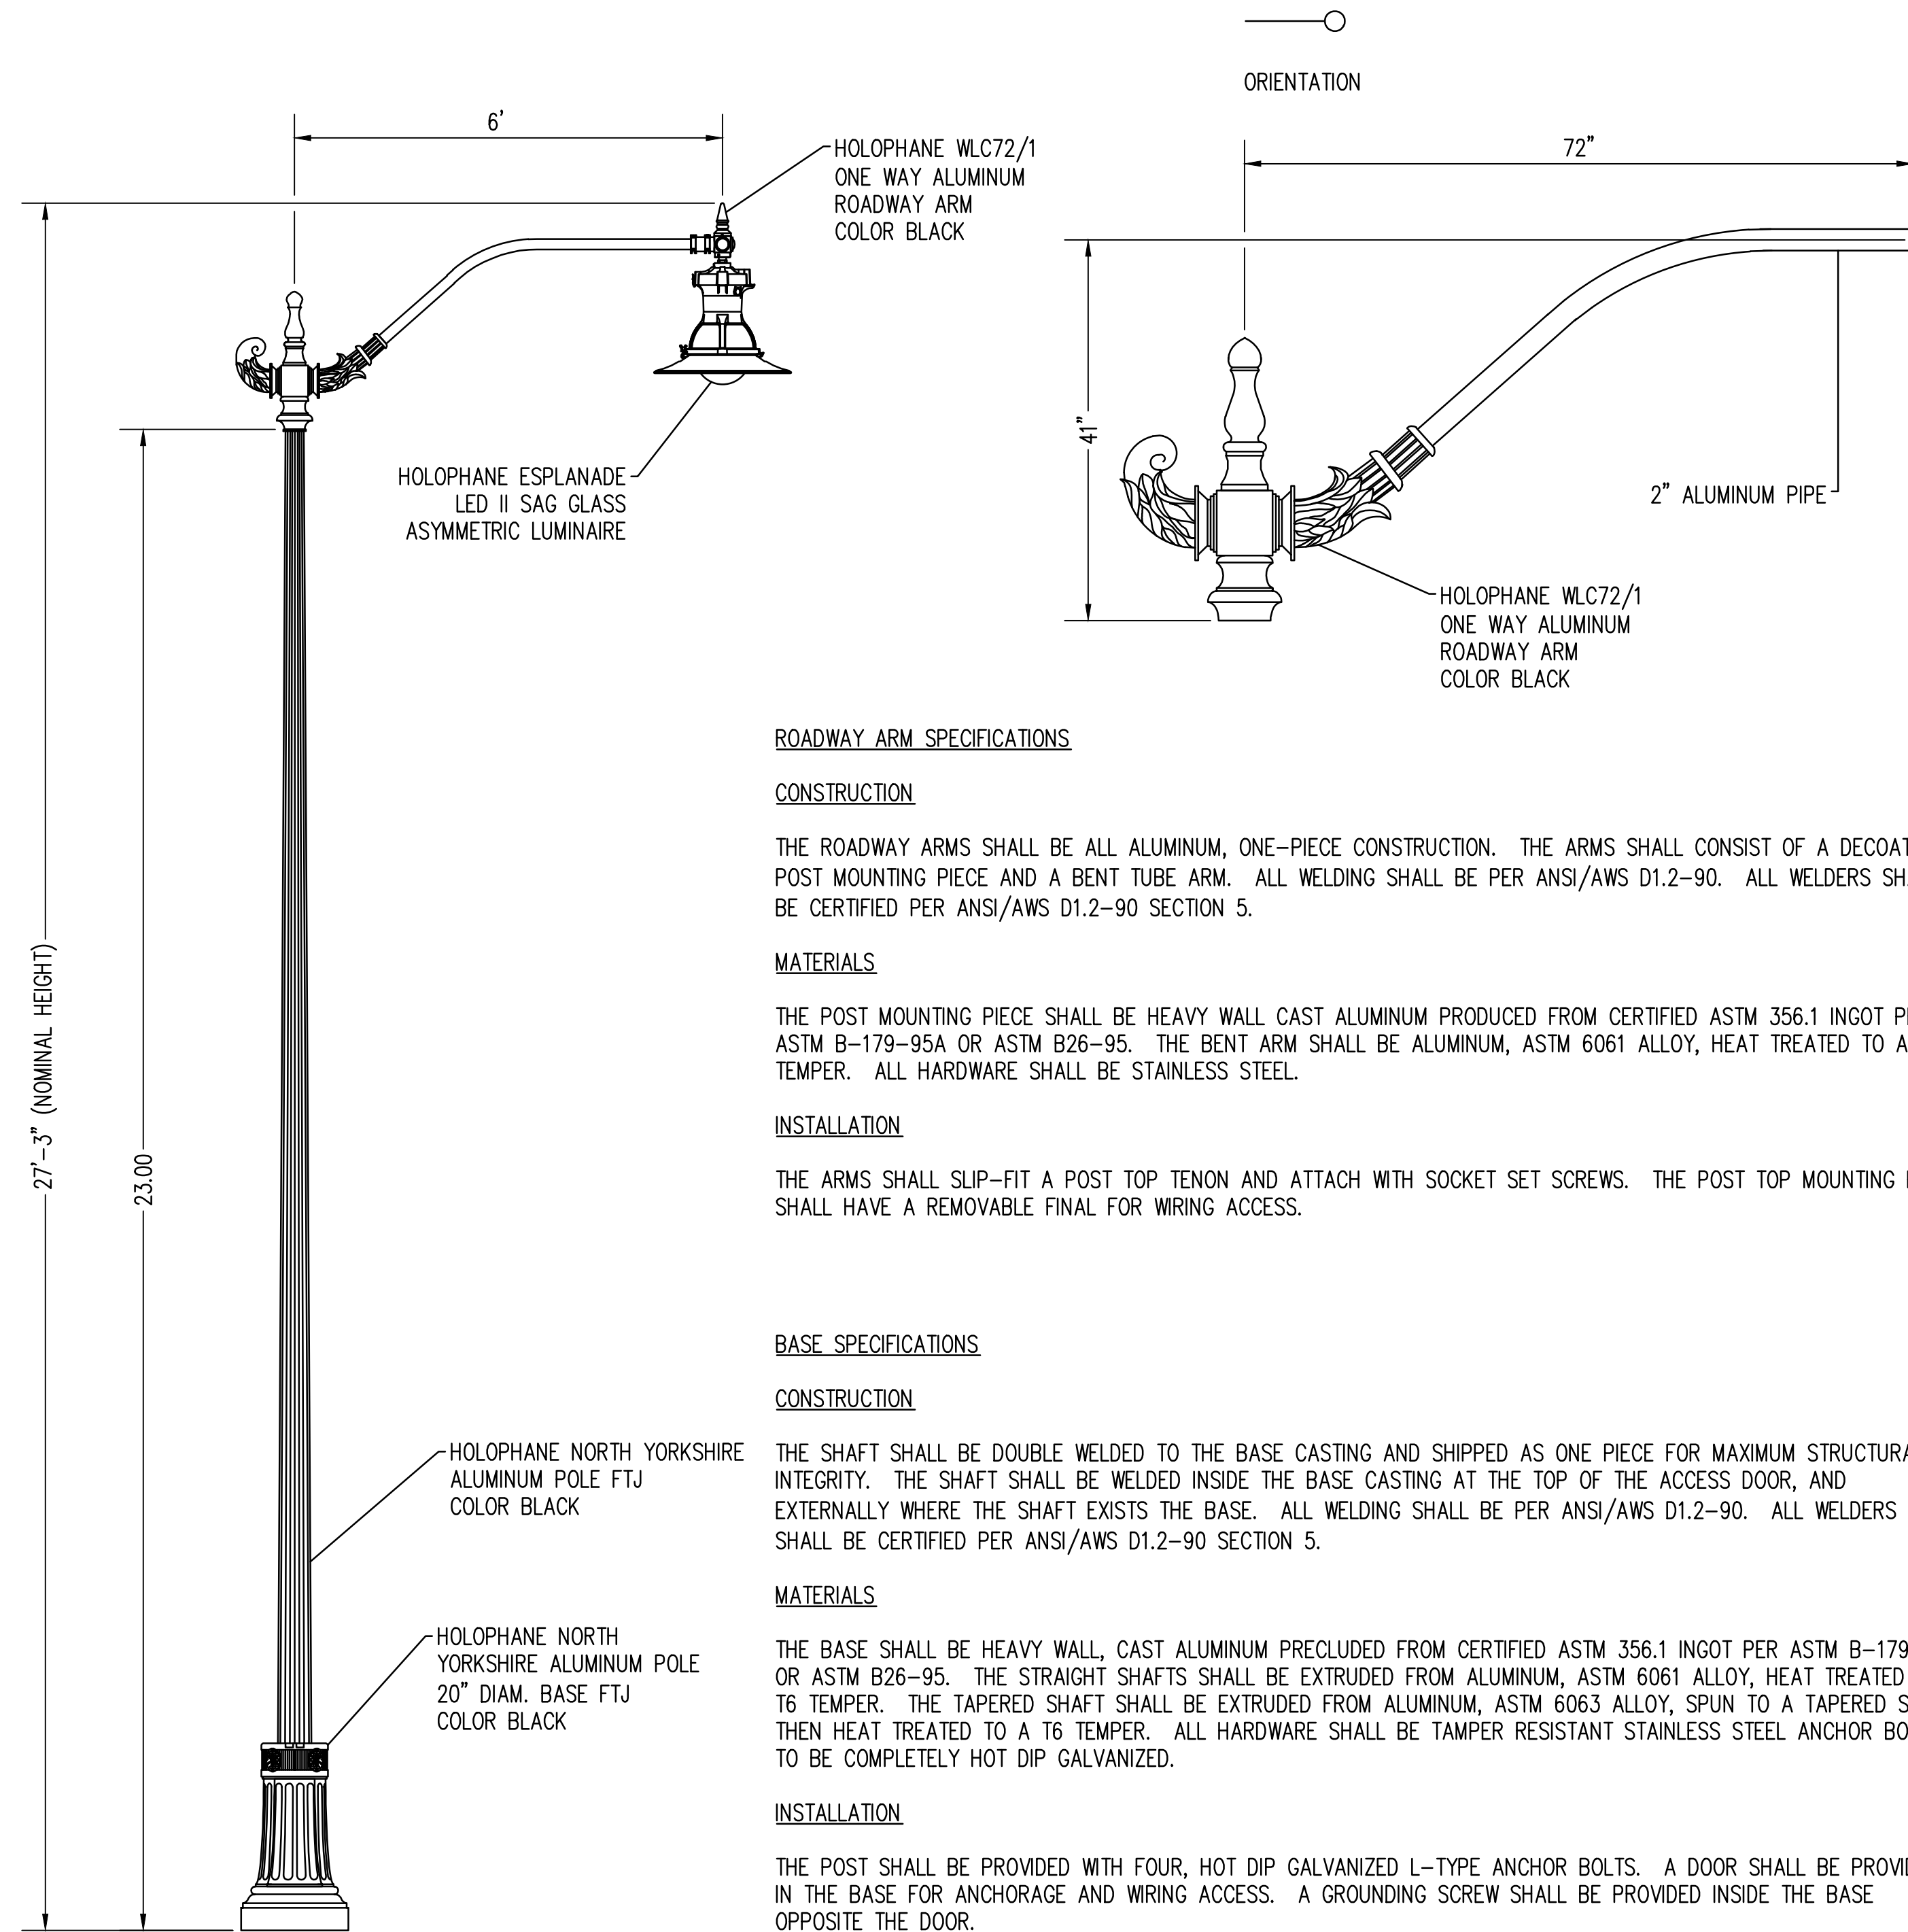 ORIENTATION
6'
HOLOPHANE WLC72/1
ONE WAY ALUMINUM
ROADWAY ARM
COLOR BLACK
72"
41"
2" ALUMINUM PIPE
HOLOPHANE WLC72/1
ONE WAY ALUMINUM
ROADWAY ARM
COLOR BLACK
HOLOPHANE ESPLANADE
LED II SAG GLASS
ASYMMETRIC LUMINAIRE
27'-3" (NOMINAL HEIGHT)
23.00
HOLOPHANE NORTH YORKSHIRE
ALUMINUM POLE FTJ
COLOR BLACK
HOLOPHANE NORTH
YORKSHIRE ALUMINUM POLE
20" DIAM. BASE FTJ
COLOR BLACK
ROADWAY ARM SPECIFICATIONS
CONSTRUCTION
THE ROADWAY ARMS SHALL BE ALL ALUMINUM, ONE-PIECE CONSTRUCTION. THE ARMS SHALL CONSIST OF A DECOAT
POST MOUNTING PIECE AND A BENT TUBE ARM. ALL WELDING SHALL BE PER ANSI/AWS D1.2-90. ALL WELDERS
BE CERTIFIED PER ANSI/AWS D1.2-90 SECTION 5.
MATERIALS
THE POST MOUNTING PIECE SHALL BE HEAVY WALL CAST ALUMINUM PRODUCED FROM CERTIFIED ASTM 356.1 INGOT
ASTM B-179-95A OR ASTM B26-95. THE BENT ARM SHALL BE ALUMINUM, ASTM 6061 ALLOY, HEAT TREATED TO A
TEMPER. ALL HARDWARE SHALL BE STAINLESS STEEL.
INSTALLATION
THE ARMS SHALL SLIP-FIT A POST TOP TENON AND ATTACH WITH SOCKET SET SCREWS. THE POST TOP MOUNTING
SHALL HAVE A REMOVABLE FINAL FOR WIRING ACCESS.
BASE SPECIFICATIONS
CONSTRUCTION
THE SHAFT SHALL BE DOUBLE WELDED TO THE BASE CASTING AND SHIPPED AS ONE PIECE FOR MAXIMUM STRUCTURA
INTEGRITY. THE SHAFT SHALL BE WELDED INSIDE THE BASE CASTING AT THE TOP OF THE ACCESS DOOR, AND
EXTERNALLY WHERE THE SHAFT EXISTS THE BASE. ALL WELDING SHALL BE PER ANSI/AWS D1.2-90. ALL WELDERS
SHALL BE CERTIFIED PER ANSI/AWS D1.2-90 SECTION 5.
MATERIALS
THE BASE SHALL BE HEAVY WALL, CAST ALUMINUM PRECLUDED FROM CERTIFIED ASTM 356.1 INGOT PER ASTM B-179
OR ASTM B26-95. THE STRAIGHT SHAFTS SHALL BE EXTRUDED FROM ALUMINUM, ASTM 6061 ALLOY, HEAT TREATED
T6 TEMPER. THE TAPERED SHAFT SHALL BE EXTRUDED FROM ALUMINUM, ASTM 6063 ALLOY, SPUN TO A TAPERED
THEN HEAT TREATED TO A T6 TEMPER. ALL HARDWARE SHALL BE TAMPER RESISTANT STAINLESS STEEL ANCHOR BO
TO BE COMPLETELY HOT DIP GALVANIZED.
INSTALLATION
THE POST SHALL BE PROVIDED WITH FOUR, HOT DIP GALVANIZED L-TYPE ANCHOR BOLTS. A DOOR SHALL BE PROVI
IN THE BASE FOR ANCHORAGE AND WIRING ACCESS. A GROUNDING SCREW SHALL BE PROVIDED INSIDE THE BASE
OPPOSITE THE DOOR.